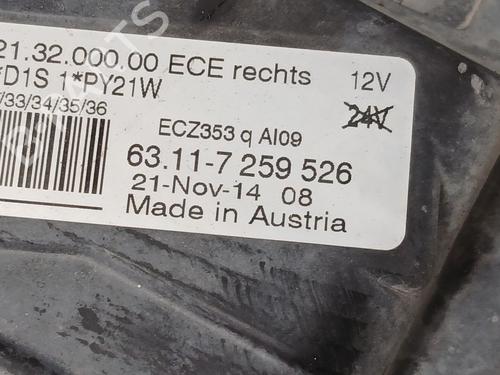 21.32.000.00 ECE rechts 12V
*D1S 1*PY21W 24V
/33/34/35/36
ECZ353 q AI09
63.11-7 259 526
21-Nov-14 08
Made in Austria